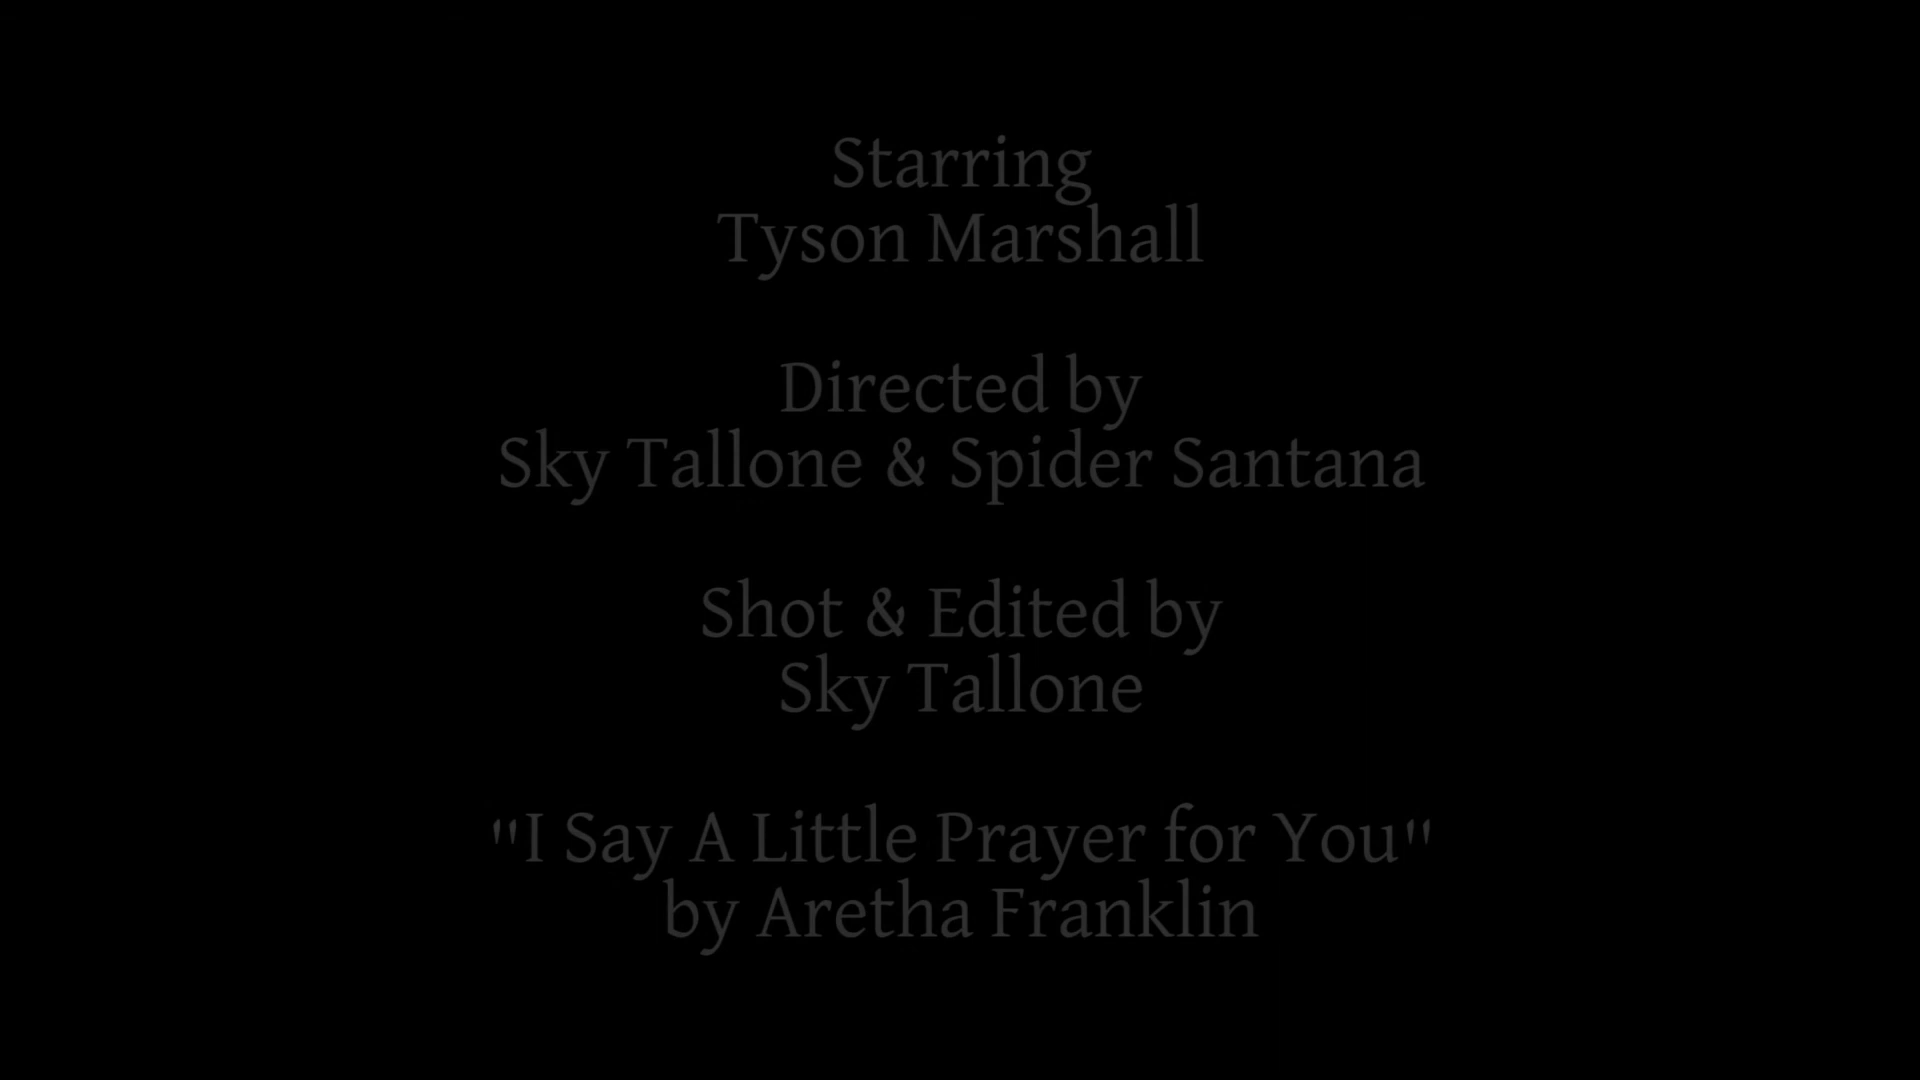 Starring
Tyson Marshall
Directed by
Sky Tallone & Spider Santana
Shot & Edited by
Sky Tallone
"I Say A Little Prayer for You"
by Aretha Franklin